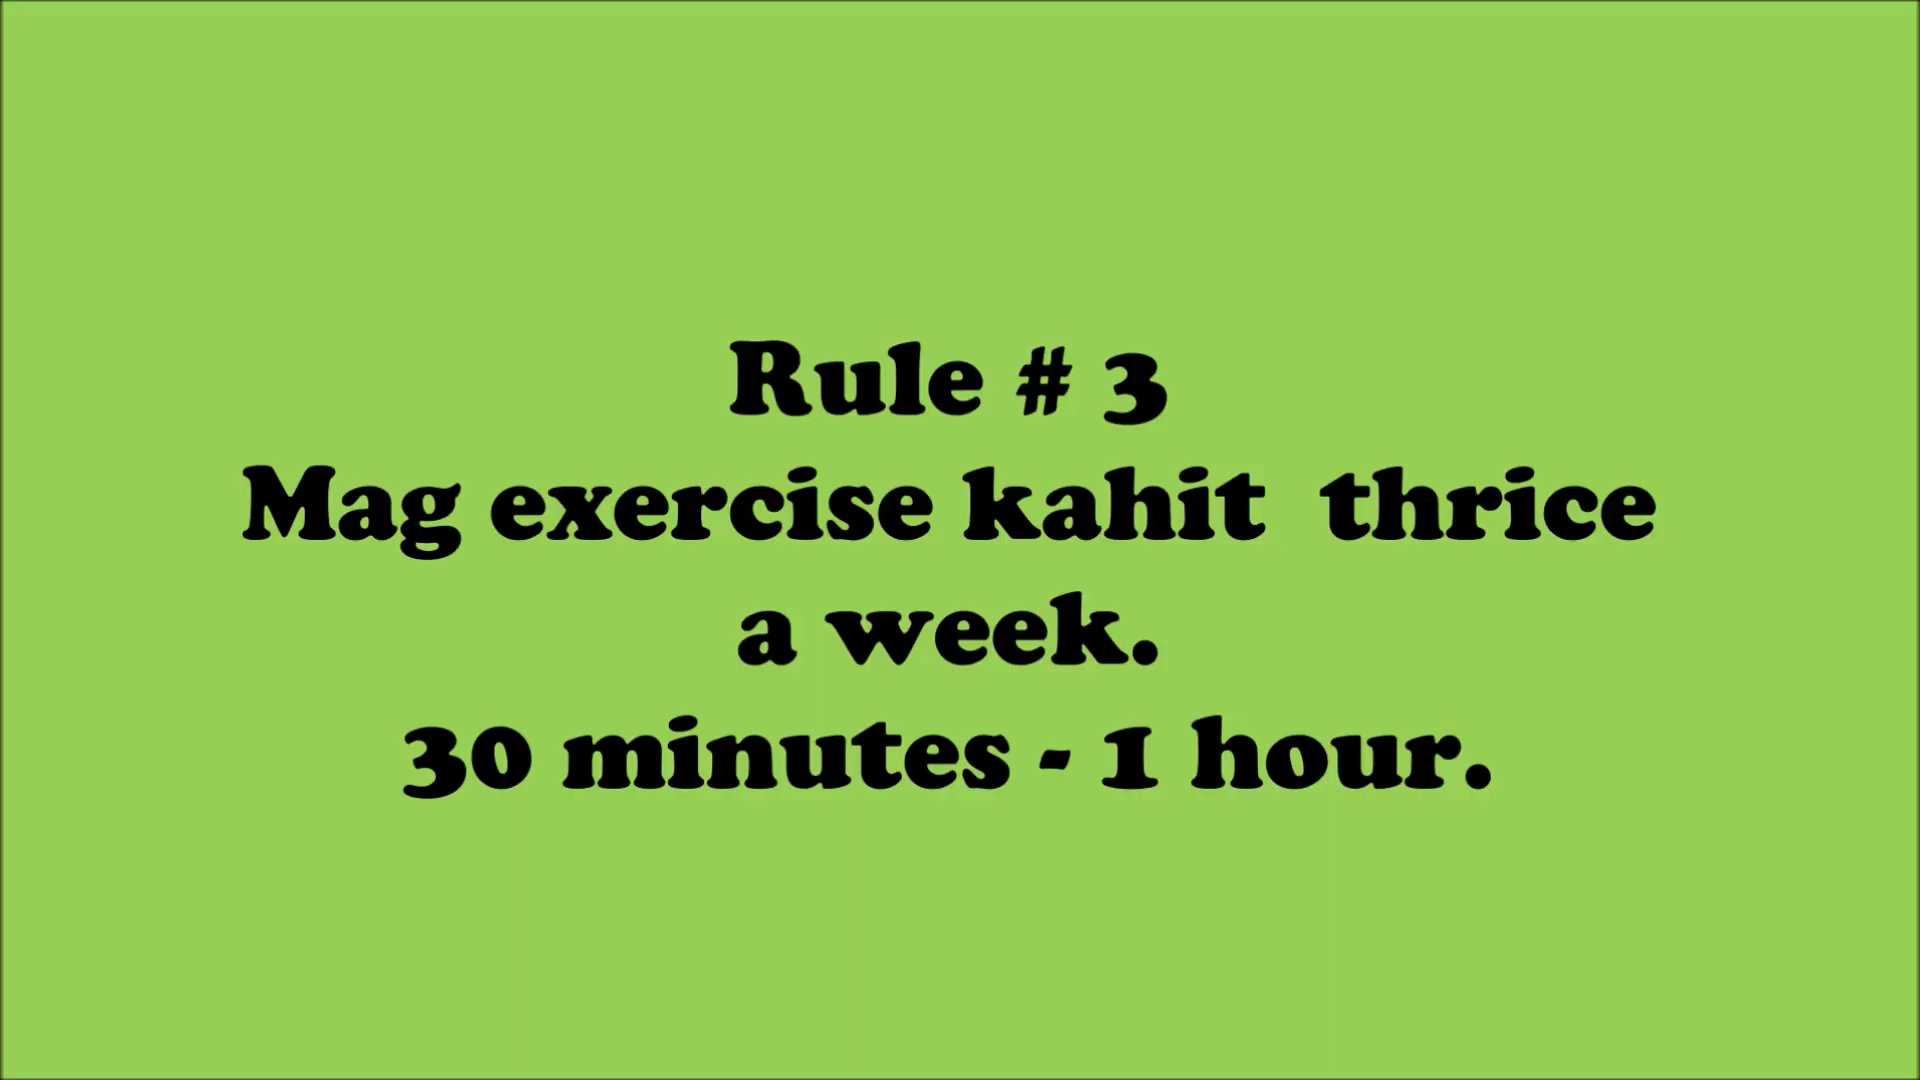 Rule # 3
Mag exercise kahit  thrice
a week.
30 minutes - 1 hour.